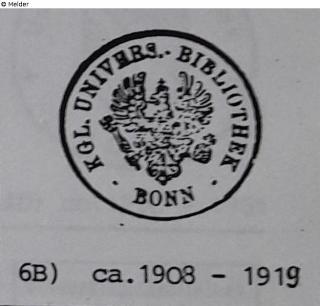 © Melder
KGL. UNIVERS.-BIBLIOTHEK
· BONN ·
6B) ca.1908 - 1919